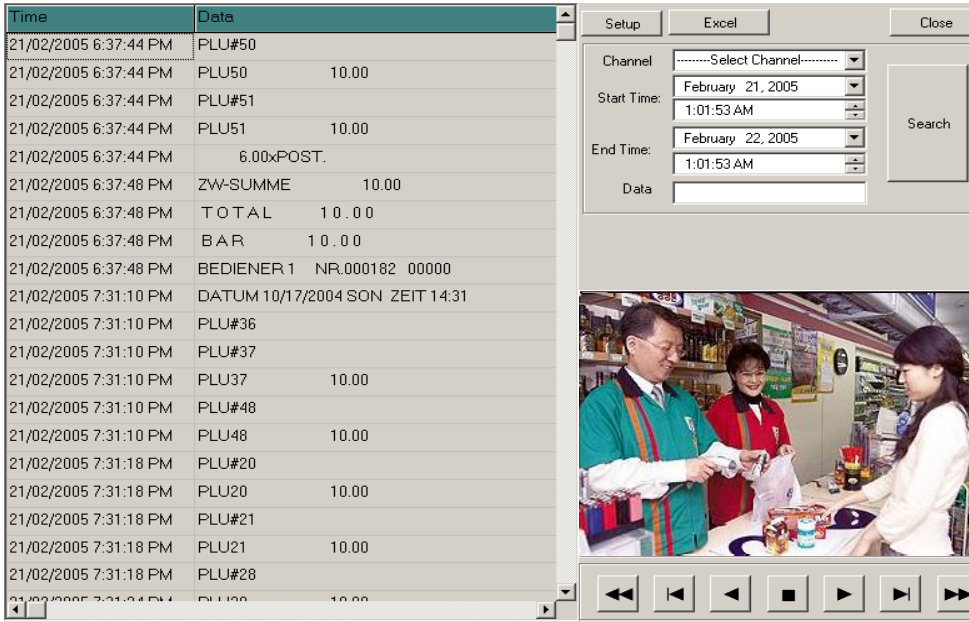 Time Data
21/02/2005 6:37:44 PM PLU#50
21/02/2005 6:37:44 PM PLU50 10.00
21/02/2005 6:37:44 PM PLU#51
21/02/2005 6:37:44 PM PLU51 10.00
21/02/2005 6:37:44 PM 6.00xPOST.
21/02/2005 6:37:48 PM ZW-SUMME 10.00
21/02/2005 6:37:48 PM T O T A L 1 0 . 0 0
21/02/2005 6:37:48 PM B A R 1 0 . 0 0
21/02/2005 6:37:48 PM BEDIENER 1 NR.000182 00000
21/02/2005 7:31:10 PM DATUM 10/17/2004 SON ZEIT 14:31
21/02/2005 7:31:10 PM PLU#36
21/02/2005 7:31:10 PM PLU#37
21/02/2005 7:31:10 PM PLU37 10.00
21/02/2005 7:31:10 PM PLU#48
21/02/2005 7:31:10 PM PLU48 10.00
21/02/2005 7:31:18 PM PLU#20
21/02/2005 7:31:18 PM PLU20 10.00
21/02/2005 7:31:18 PM PLU#21
21/02/2005 7:31:18 PM PLU21 10.00
21/02/2005 7:31:18 PM PLU#28
Setup Excel Close
Channel ---------Select Channel----------
Start Time: February 21, 2005
1:01:53 AM
Search
End Time: February 22, 2005
1:01:53 AM
Data